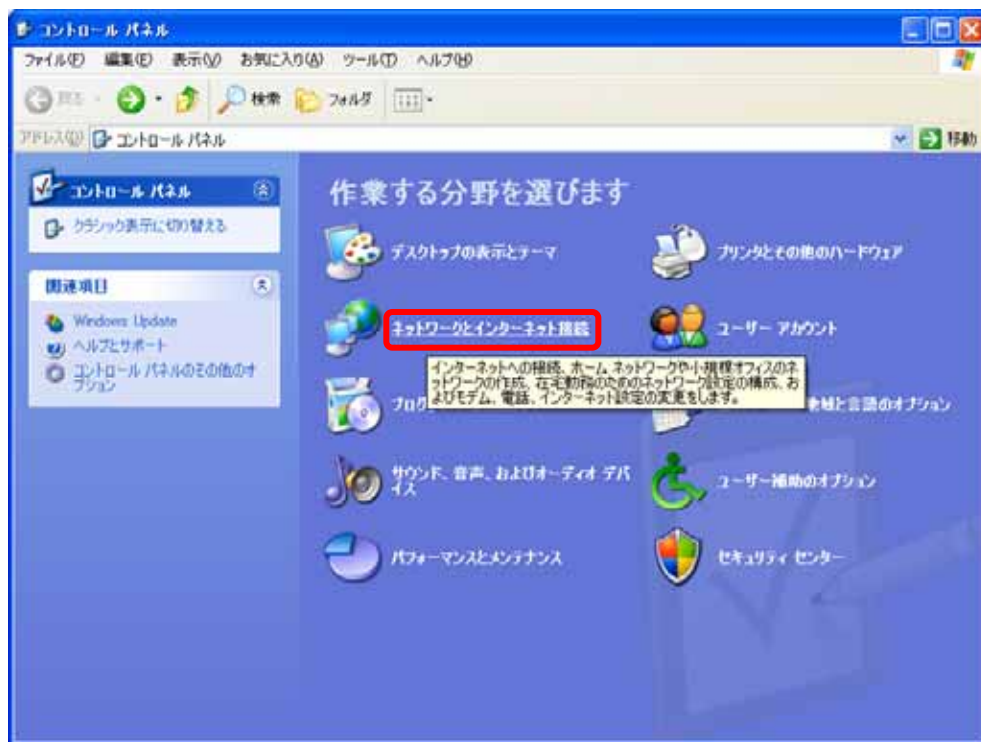 コントロール パネル
ファイル(F) 編集(E) 表示(V) お気に入り(A) ツール(T) ヘルプ(H)
戻る 検索 フォルダ
アドレス(D) コントロール パネル 移動
コントロール パネル
クラシック表示に切り替える
関連項目
Windows Update
ヘルプとサポート
コントロール パネルのその他のオ
プション
作業する分野を選びます
デスクトップの表示とテーマ
プリンタとその他のハードウェア
ネットワークとインターネット接続
ユーザー アカウント
インターネットへの接続、ホーム ネットワークや小規模オフィスのネ
ットワークの作成、在宅勤務のためのネットワーク設定の構成、お
よびモデム、電話、インターネット設定の変更をします。
プログ
地域と言語のオプション
サウンド、音声、およびオーディオ デバ
イス
ユーザー補助のオプション
パフォーマンスとメンテナンス
セキュリティ センター